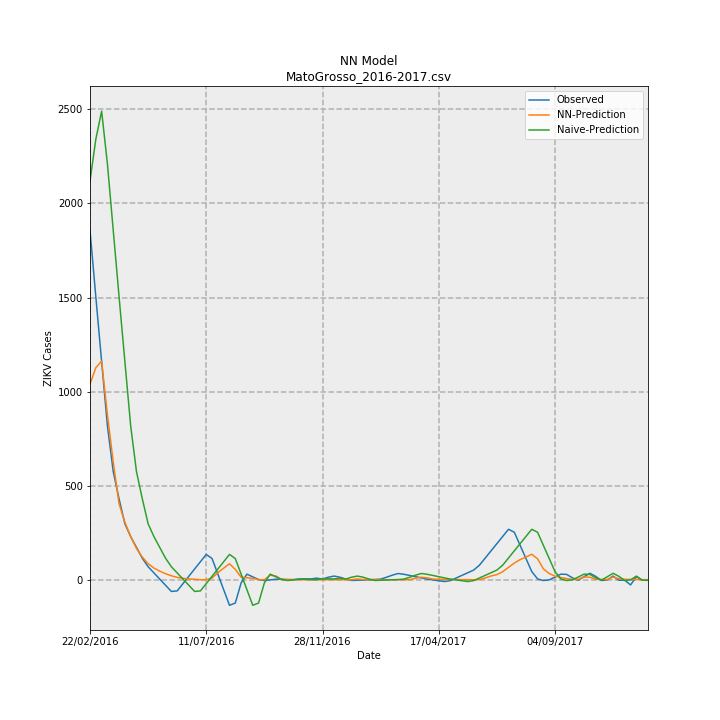 NN Model
MatoGrosso_2016-2017.csv
Observed
NN-Prediction
Naive-Prediction
2500
2000
1500
1000
500
0
ZIKV Cases
22/02/2016
11/07/2016
28/11/2016
17/04/2017
04/09/2017
Date